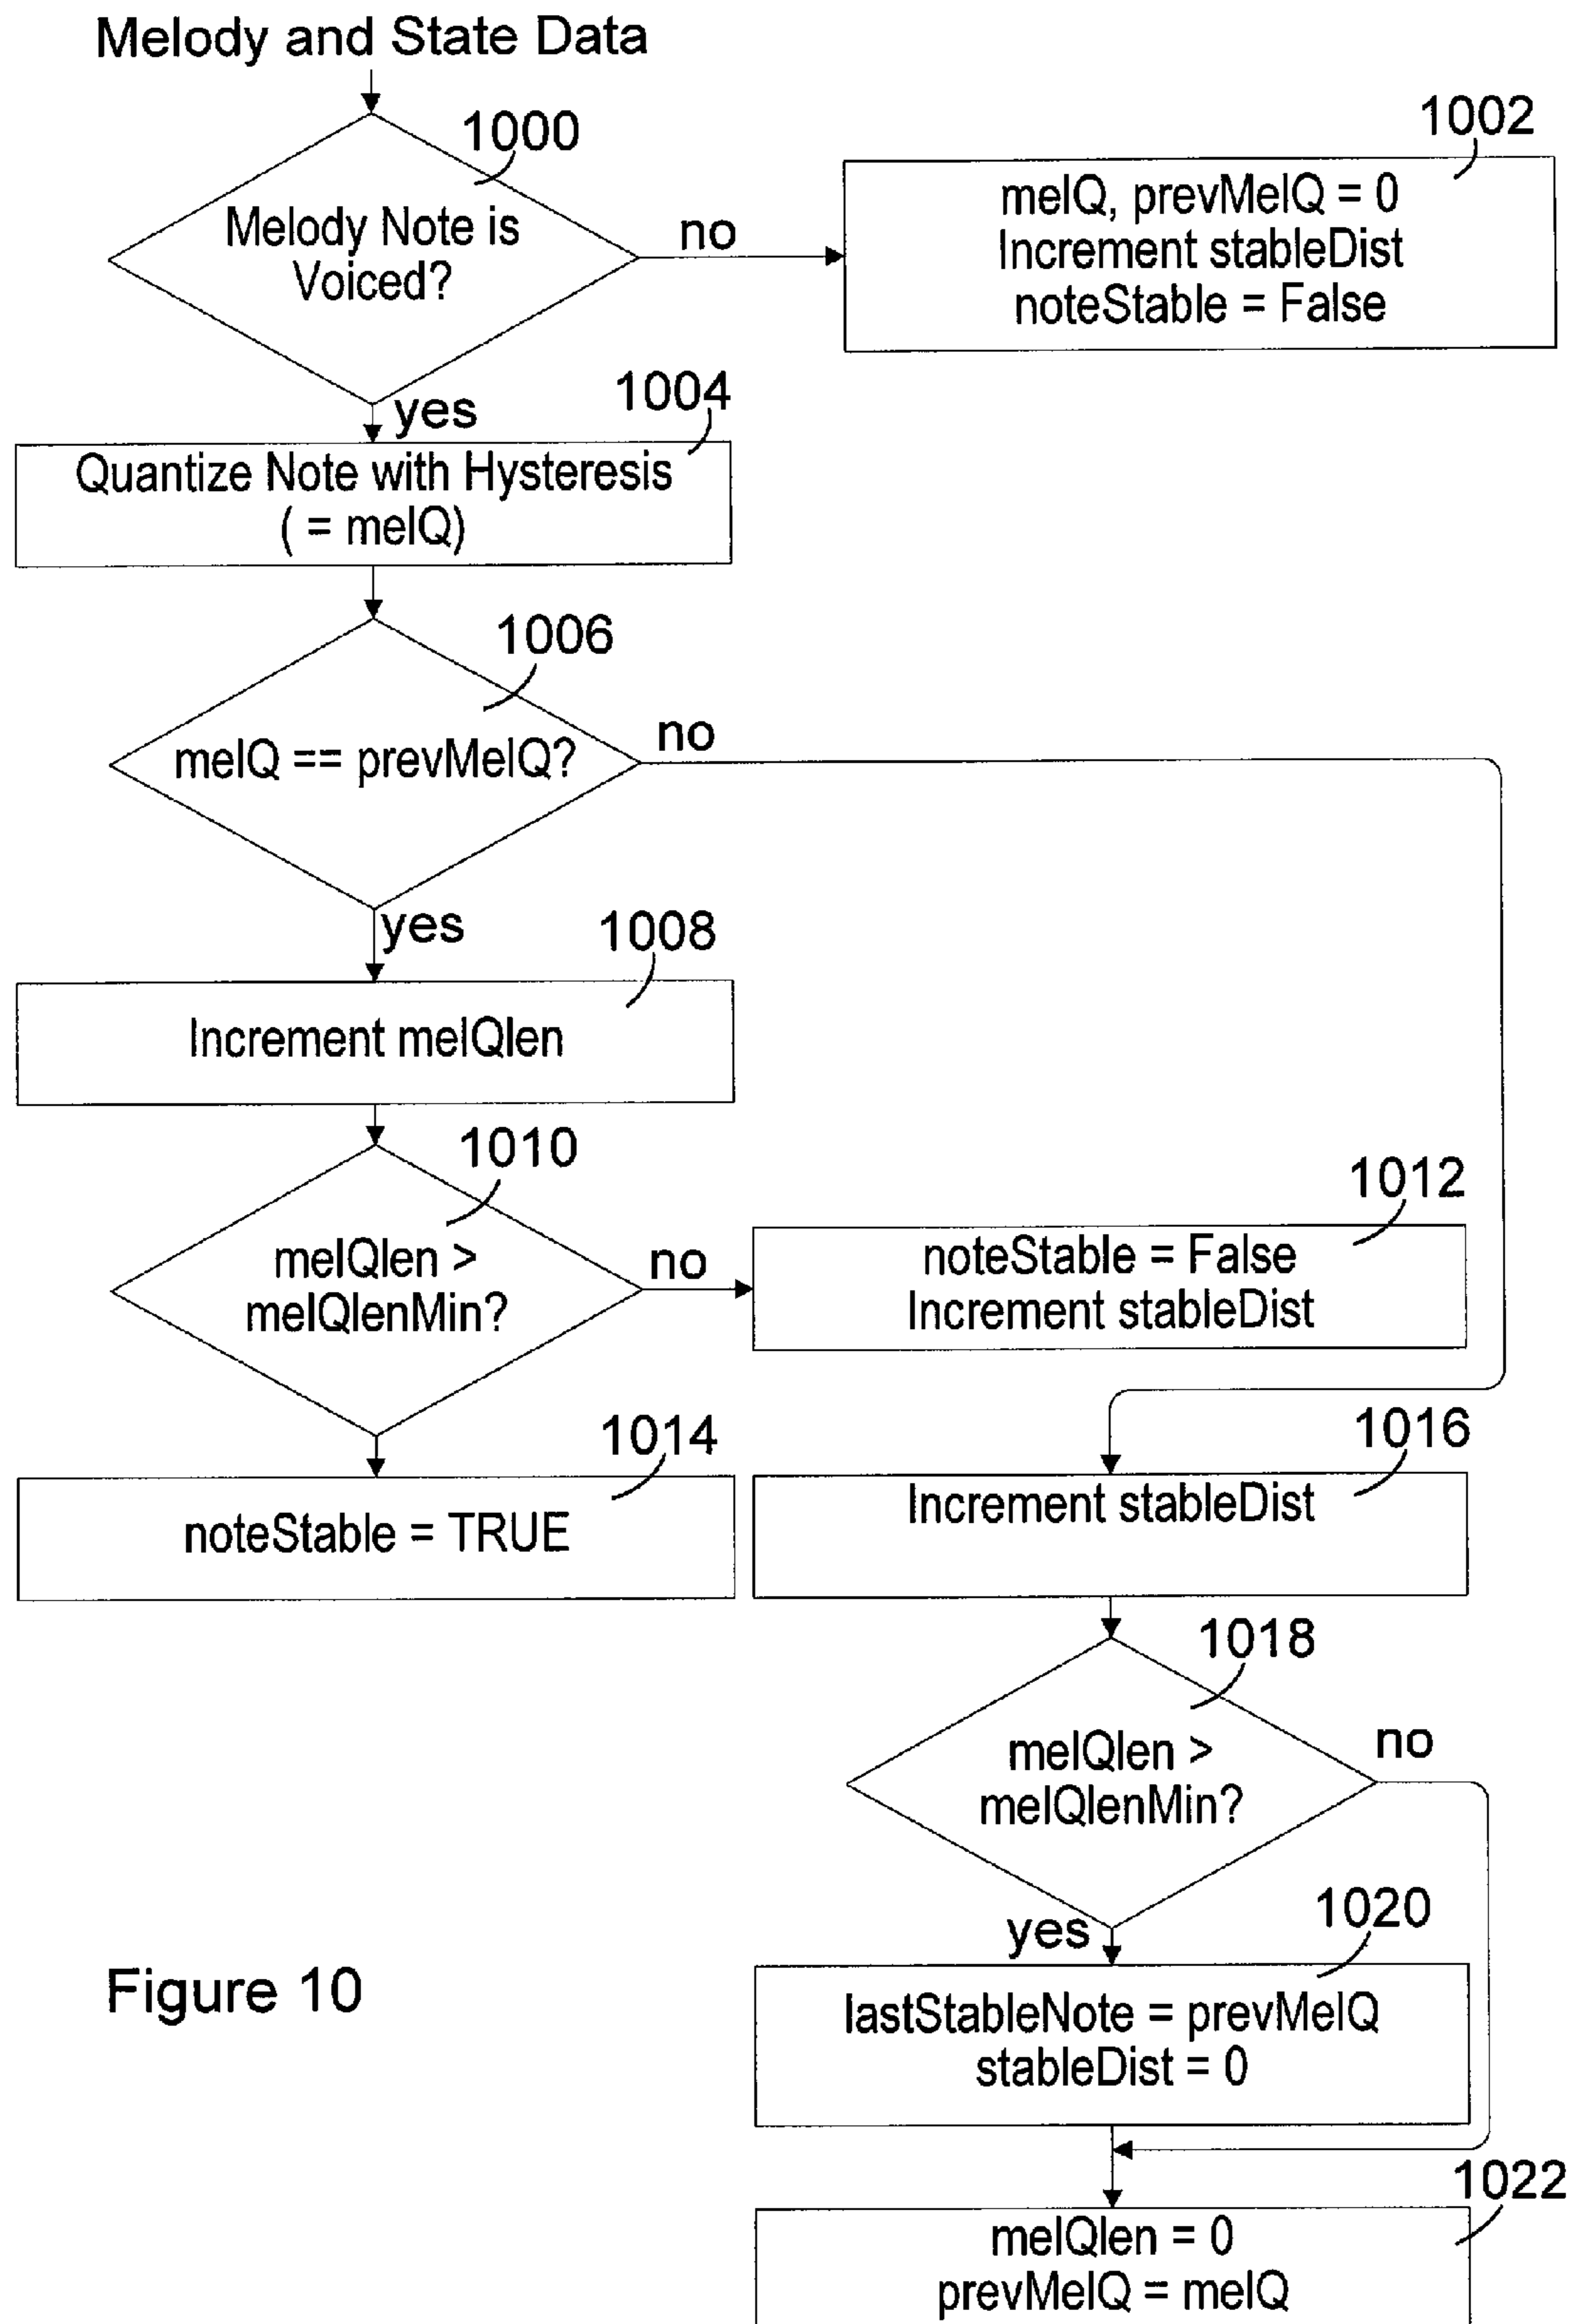 Melody and State Data
1000
Melody Note is
Voiced?
no
1002
melQ, prevMelQ = 0
Increment stableDist
noteStable = False
yes
1004
Quantize Note with Hysteresis
( = melQ)
1006
melQ == prevMelQ?
no
yes
1008
Increment melQlen
1010
melQlen >
melQlenMin?
no
1012
noteStable = False
Increment stableDist
1014
noteStable = TRUE
1016
Increment stableDist
1018
melQlen >
melQlenMin?
no
yes
1020
lastStableNote = prevMelQ
stableDist = 0
Figure 10
1022
melQlen = 0
prevMelQ = melQ